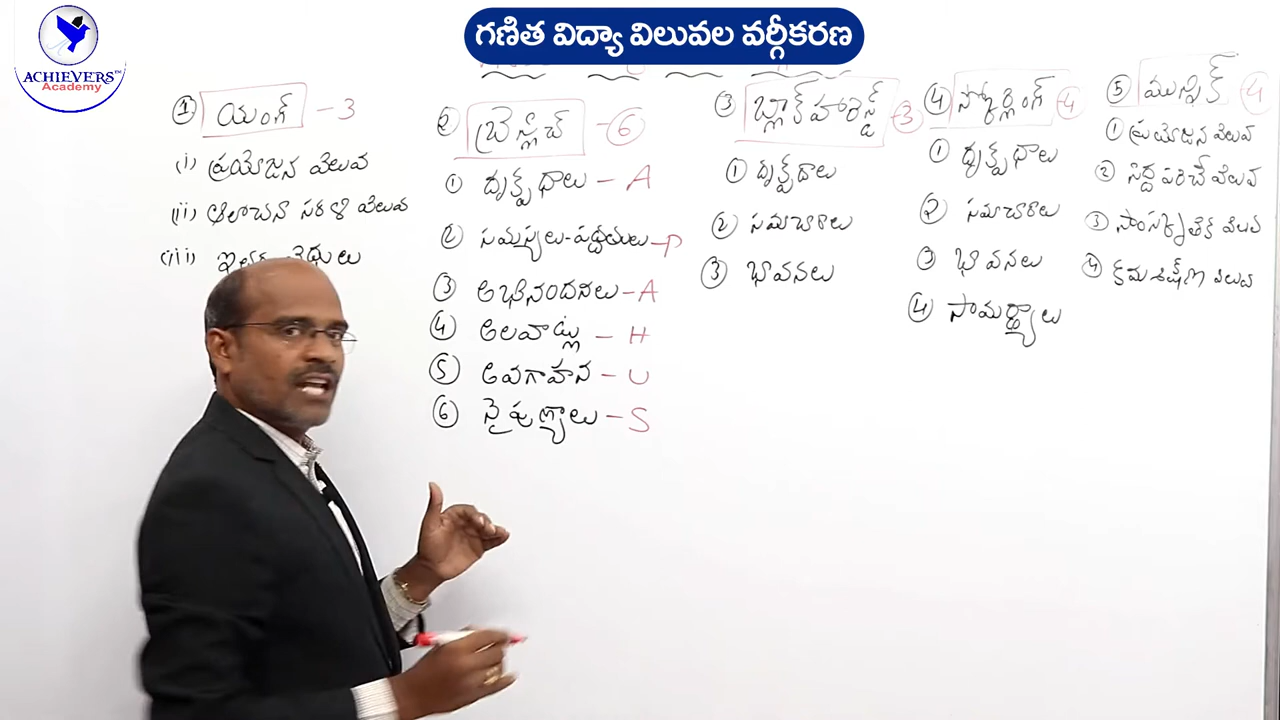 గణిత విద్యా విలువల వర్గీకరణ
ACHIEVERS™
Academy
① యంగ్ - 3
(i) ప్రయోజన విలువ
(ii) ఆలోచనా సరళి విలువ
(iii)
② బ్రెస్లిచ్ - ⑥
① దృక్పథాలు - A
② సమస్యలు-పద్ధతులు - P
③ అభినందనలు - A
④ అలవాట్లు - H
⑤ అవగాహన - U
⑥ నైపుణ్యాలు - S
③ బ్లాక్ హరెస్ట్ - ③
① దృక్పథాలు
② సమాచారాలు
③ భావనలు
④ స్కోర్లింగ్ - ④
① దృక్పథాలు
② సమాచారాలు
③ భావనలు
④ సామర్థ్యాలు
⑤ మున్నిక్ ④
① ప్రయోజన విలువ
② సిద్ధపరిచే విలువ
③ సాంస్కృతిక విలువ
④ క్రమశిక్షణ విలువ